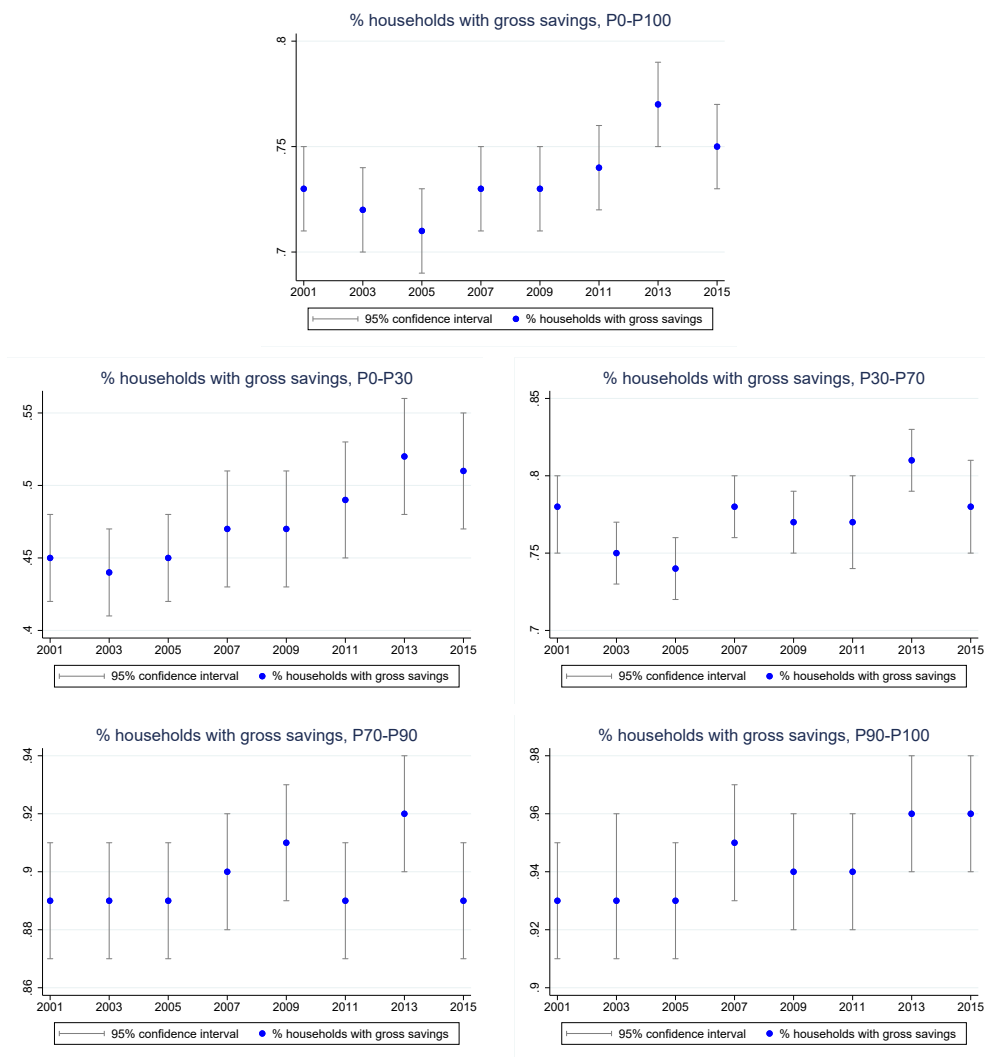 % households with gross savings, P0-P100
.8
.75
.7
2001 2003 2005 2007 2009 2011 2013 2015
95% confidence interval % households with gross savings
% households with gross savings, P0-P30
.55
.5
.45
.4
2001 2003 2005 2007 2009 2011 2013 2015
95% confidence interval % households with gross savings
% households with gross savings, P30-P70
.85
.8
.75
.7
2001 2003 2005 2007 2009 2011 2013 2015
95% confidence interval % households with gross savings
% households with gross savings, P70-P90
.94
.92
.9
.88
.86
2001 2003 2005 2007 2009 2011 2013 2015
95% confidence interval % households with gross savings
% households with gross savings, P90-P100
.98
.96
.94
.92
.9
2001 2003 2005 2007 2009 2011 2013 2015
95% confidence interval % households with gross savings